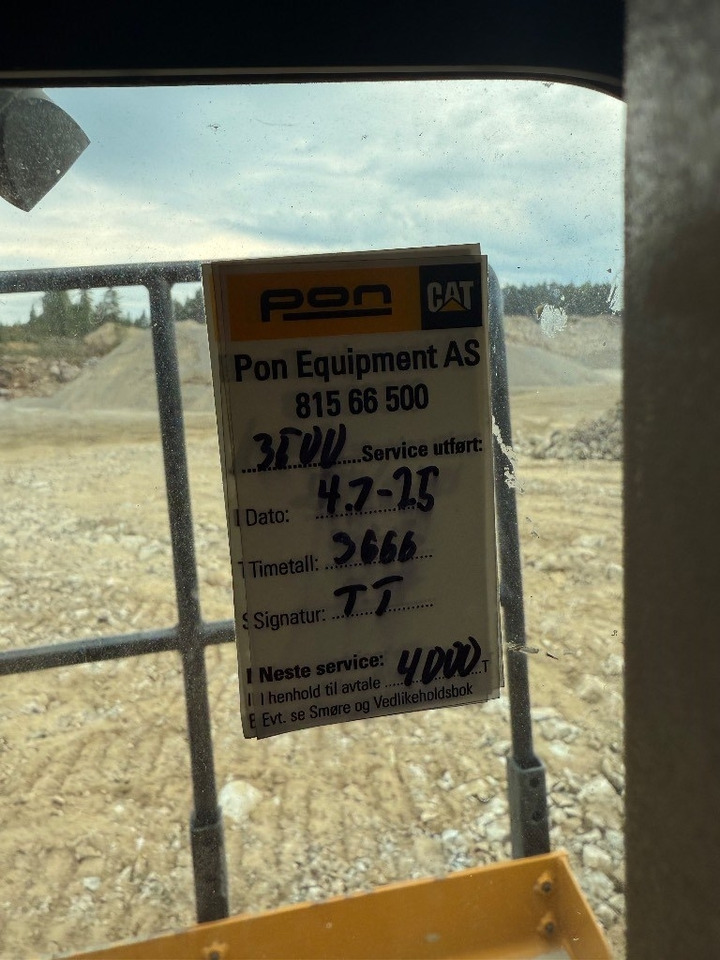 pon CAT
Pon Equipment AS
815 66 500
3500 Service utført:
Dato: 4.7-25
Timetall: 3666
Signatur: TT
Neste service: 4000 T
I henhold til avtale
Evt. se Smøre og Vedlikeholdsbok